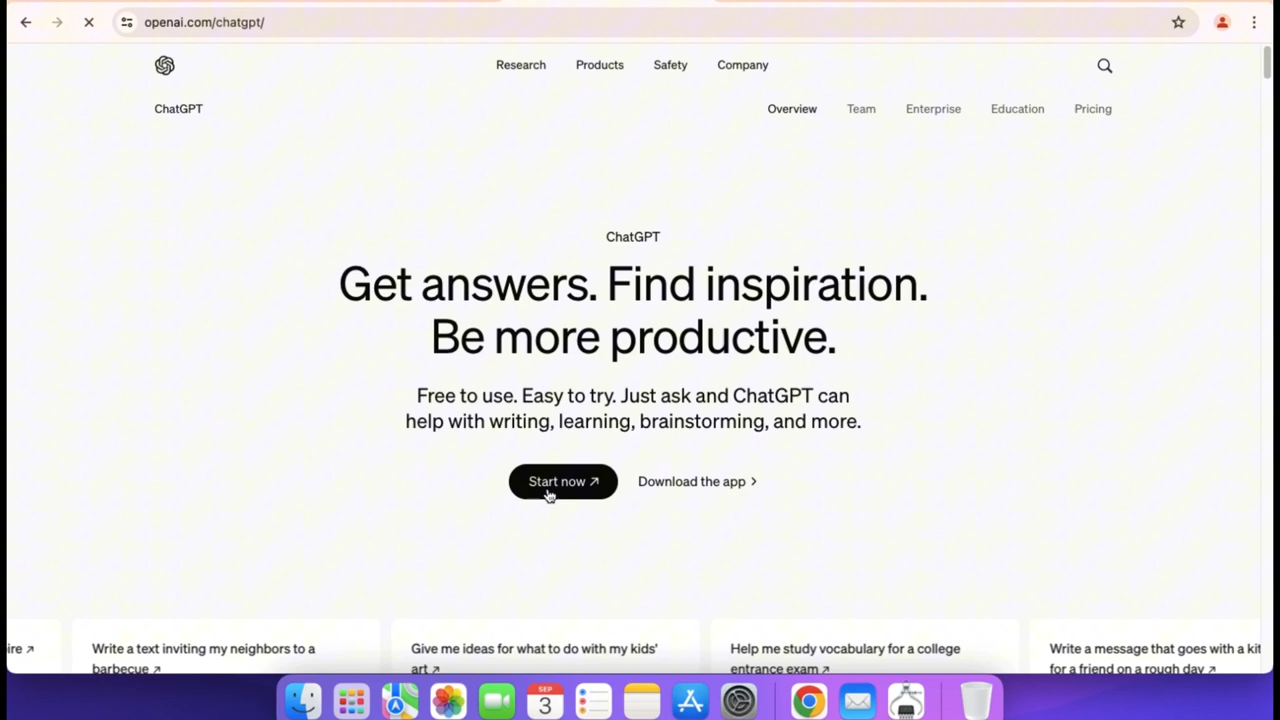 openai.com/chatgpt/
Research Products Safety Company
ChatGPT Overview Team Enterprise Education Pricing
ChatGPT
Get answers. Find inspiration.
Be more productive.
Free to use. Easy to try. Just ask and ChatGPT can
help with writing, learning, brainstorming, and more.
Start now ↗ Download the app >
ire ↗
Write a text inviting my neighbors to a
barbecue ↗
Give me ideas for what to do with my kids'
art ↗
Help me study vocabulary for a college
entrance exam ↗
Write a message that goes with a kit
for a friend on a rough day ↗
SEP
3